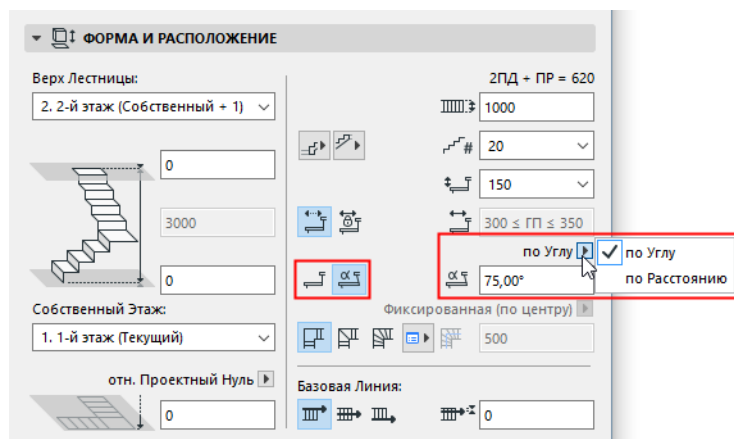 ФОРМА И РАСПОЛОЖЕНИЕ
Верх Лестницы:
2. 2-й этаж (Собственный + 1)
0
3000
0
Собственный Этаж:
1. 1-й этаж (Текущий)
отн. Проектный Нуль
0
2ПД + ПР = 620
1000
# 20
150
300 ≤ ГП ≤ 350
по Углу
по Углу
по Расстоянию
α α 75,00°
Фиксированная (по центру)
500
Базовая Линия:
0